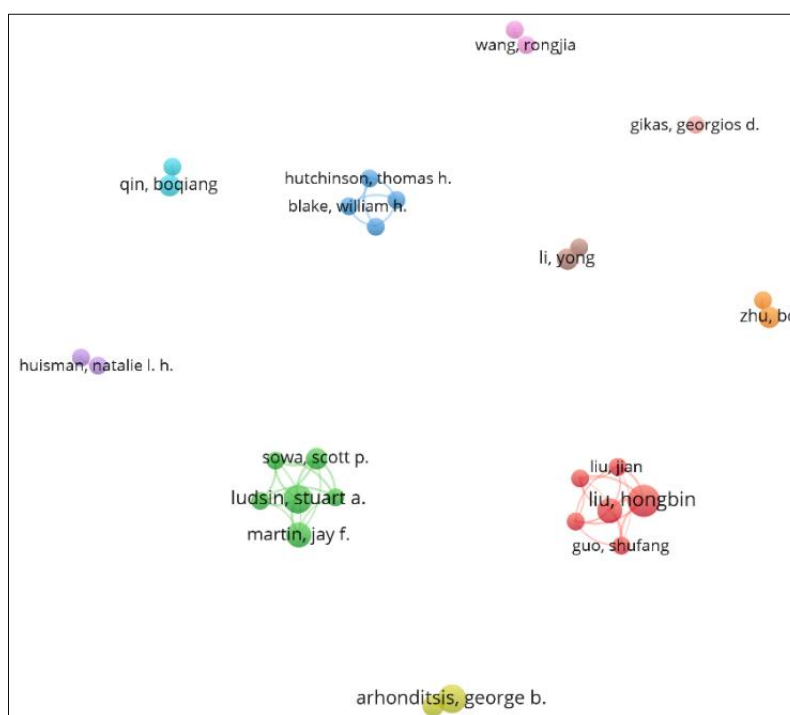 wang, rongjia
gikas, georgios d.
hutchinson, thomas h.
qin, boqiang
blake, william h.
li, yong
zhu, bo
huisman, natalie l. h.
sowa, scott p.
liu, jian
ludsin, stuart a.
liu, hongbin
martin, jay f.
guo, shufang
arhonditsis, george b.